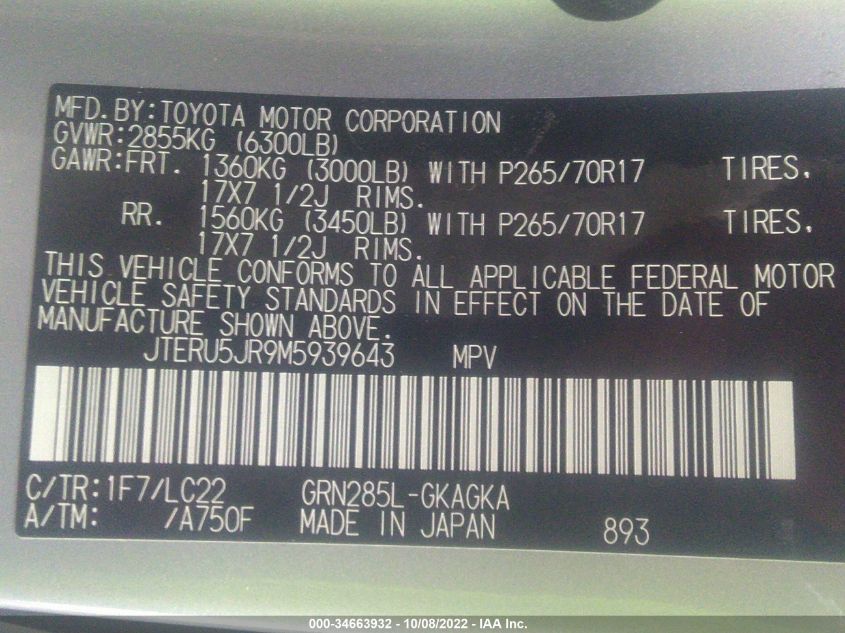 MFD. BY: TOYOTA MOTOR CORPORATION
GVWR: 2855KG (6300LB)
GAWR: FRT. 1360KG (3000LB) WITH P265/70R17 TIRES,
17X7 1/2J RIMS.
RR. 1560KG (3450LB) WITH P265/70R17 TIRES,
17X7 1/2J RIMS.
THIS VEHICLE CONFORMS TO ALL APPLICABLE FEDERAL MOTOR
VEHICLE SAFETY STANDARDS IN EFFECT ON THE DATE OF
MANUFACTURE SHOWN ABOVE.
JTERU5JR9M5939643 MPV
C/TR: 1F7/LC22 GRN285L-GKAGKA
A/TM: /A750F MADE IN JAPAN 893
000-34663932 - 10/08/2022 - IAA Inc.